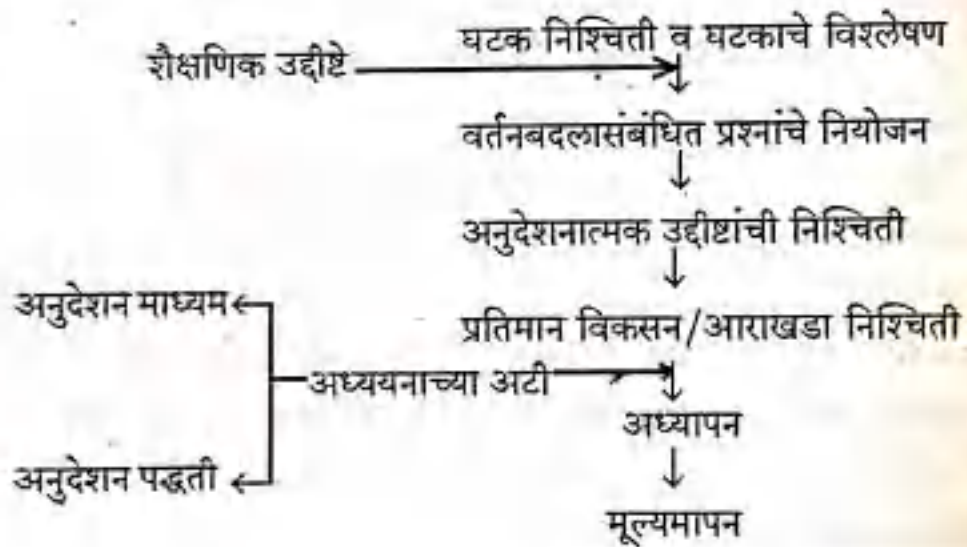 घटक निश्चिती व घटकाचे विश्लेषण
शैक्षणिक उद्दीष्टे
वर्तनबदलासंबंधित प्रश्नांचे नियोजन
अनुदेशनात्मक उद्दीष्टांची निश्चिती
अनुदेशन माध्यम
प्रतिमान विकसन/आराखडा निश्चिती
अध्ययनाच्या अटी
अध्यापन
अनुदेशन पद्धती
मूल्यमापन